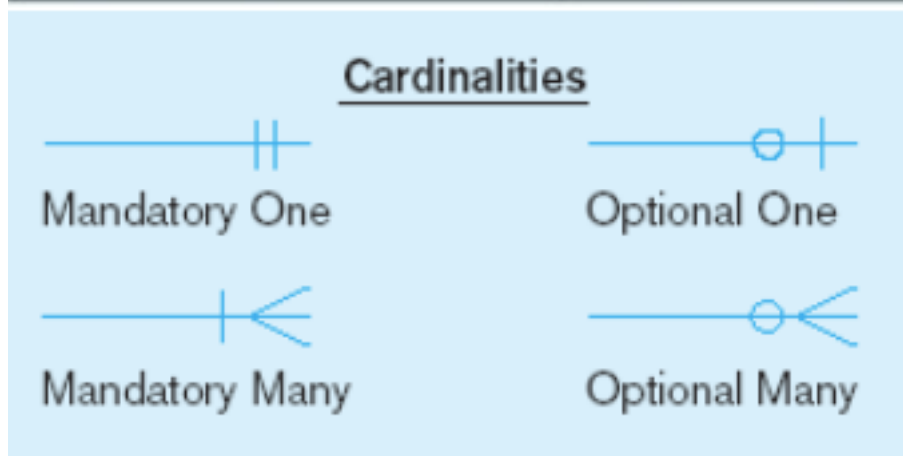 Cardinalities
Mandatory One
Optional One
Mandatory Many
Optional Many